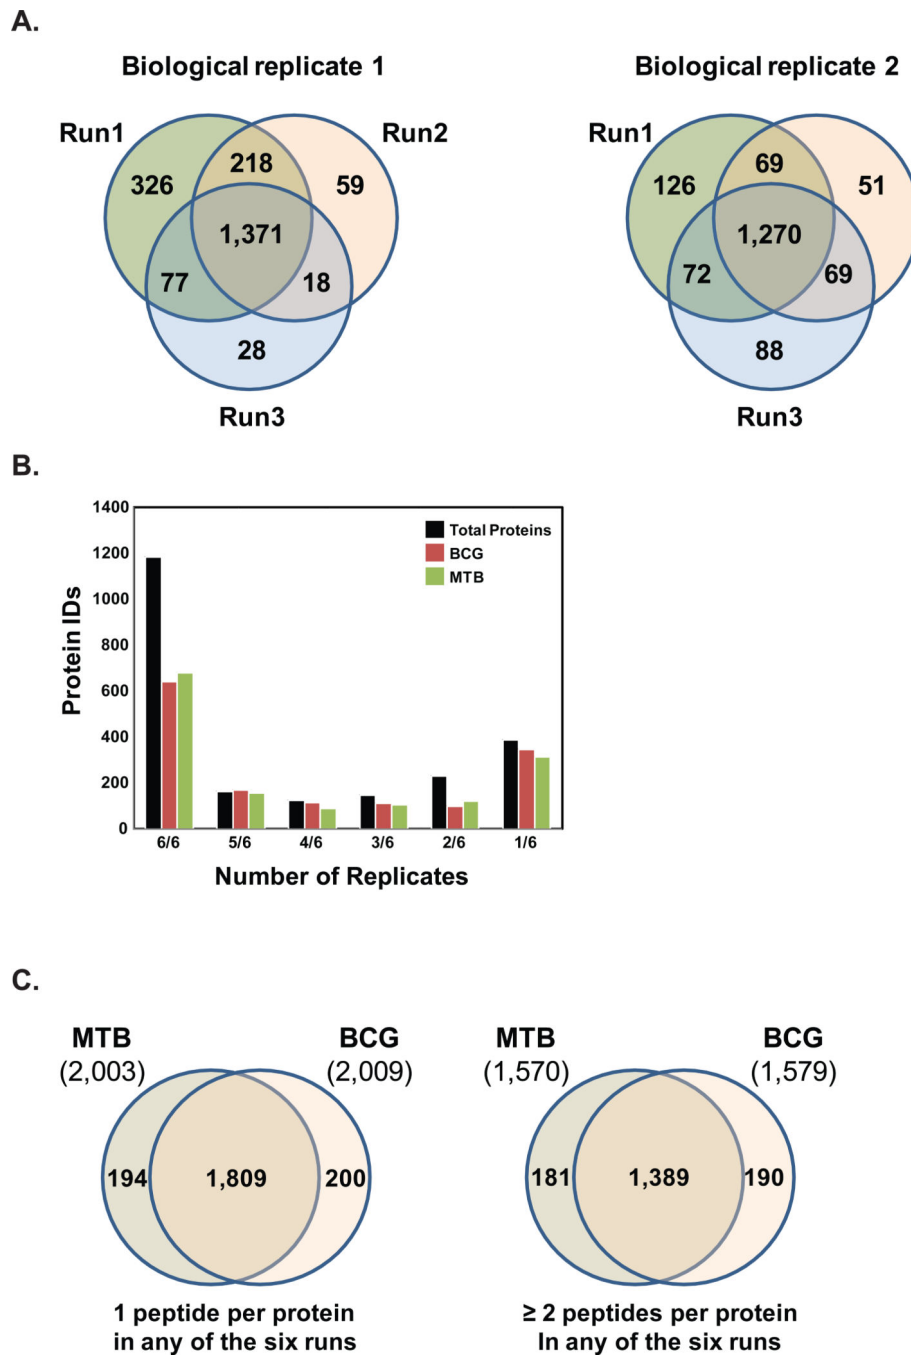 A.
Biological replicate 1
Biological replicate 2
Run1
Run2
Run1
326
218
59
1,371
77
18
28
Run3
126
69
51
1,270
72
69
88
Run3
B.
Protein IDs
1400
1200
1000
800
600
400
200
0
Total Proteins
BCG
MTB
6/6
5/6
4/6
3/6
2/6
1/6
Number of Replicates
C.
MTB
(2,003)
BCG
(2,009)
194
1,809
200
1 peptide per protein
in any of the six runs
MTB
(1,570)
BCG
(1,579)
181
1,389
190
≥ 2 peptides per protein
In any of the six runs